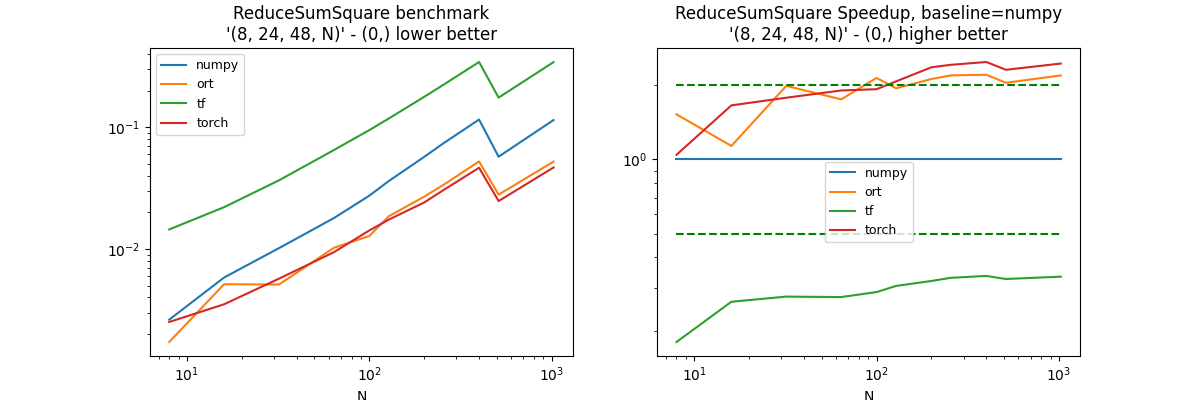 ReduceSumSquare benchmark
'(8, 24, 48, N)' - (0,) lower better
numpy
ort
tf
torch
10⁻¹
10⁻²
10¹
10²
10³
N
ReduceSumSquare Speedup, baseline=numpy
'(8, 24, 48, N)' - (0,) higher better
10⁰
numpy
ort
tf
torch
10¹
10²
10³
N